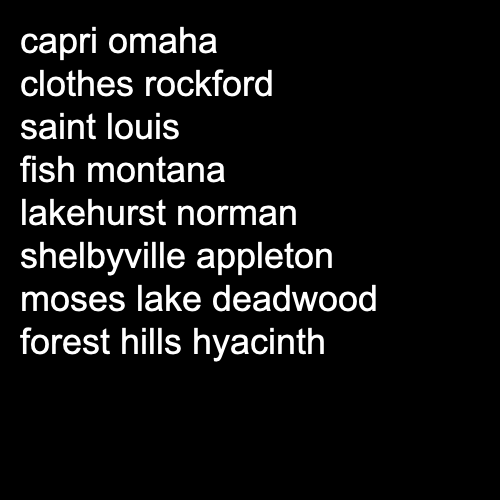 capri omaha
clothes rockford
saint louis
fish montana
lakehurst norman
shelbyville appleton
moses lake deadwood
forest hills hyacinth